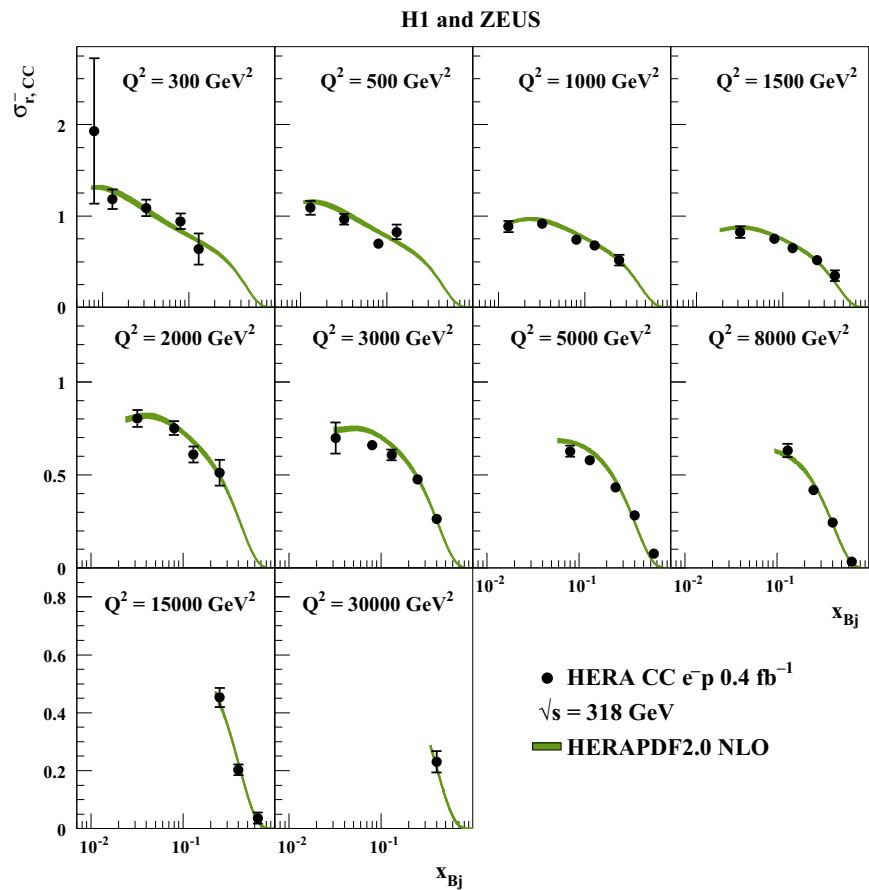 H1 and ZEUS
σ⁻r, CC
Q² = 300 GeV²
Q² = 500 GeV²
Q² = 1000 GeV²
Q² = 1500 GeV²
2
1
0
Q² = 2000 GeV²
Q² = 3000 GeV²
Q² = 5000 GeV²
Q² = 8000 GeV²
1
0.5
0
10⁻² 10⁻¹
10⁻² 10⁻¹
xBj
Q² = 15000 GeV²
Q² = 30000 GeV²
0.8
0.6
0.4
0.2
0
10⁻² 10⁻¹
10⁻² 10⁻¹
xBj
HERA CC e⁻p 0.4 fb⁻¹
√s = 318 GeV
HERAPDF2.0 NLO